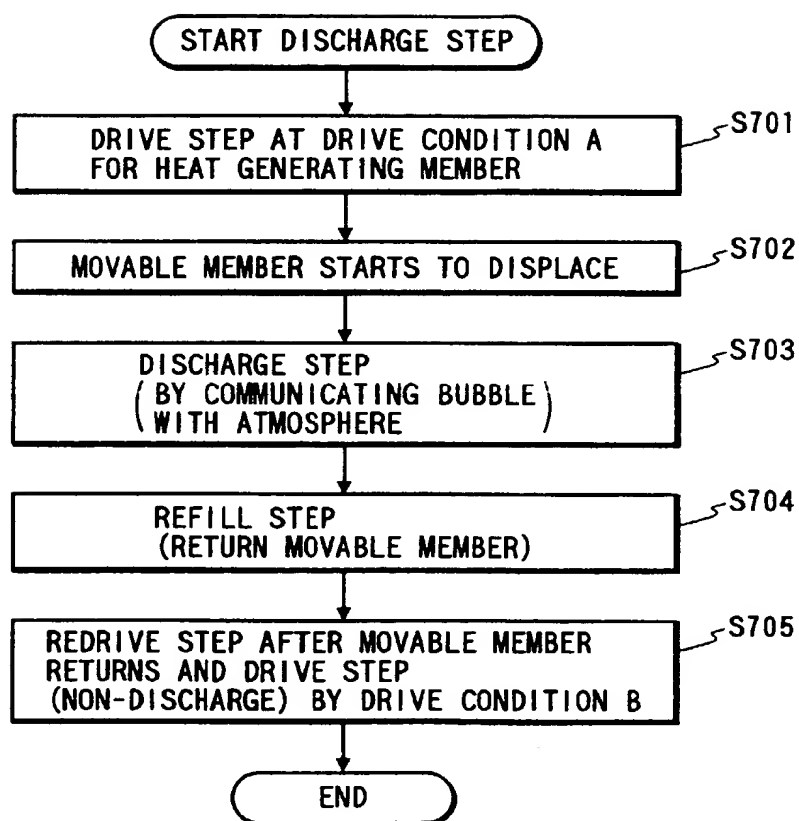 START DISCHARGE STEP
DRIVE STEP AT DRIVE CONDITION A
FOR HEAT GENERATING MEMBER
S701
MOVABLE MEMBER STARTS TO DISPLACE
S702
DISCHARGE STEP
(BY COMMUNICATING BUBBLE
WITH ATMOSPHERE)
S703
REFILL STEP
(RETURN MOVABLE MEMBER)
S704
REDRIVE STEP AFTER MOVABLE MEMBER
RETURNS AND DRIVE STEP
(NON-DISCHARGE) BY DRIVE CONDITION B
S705
END